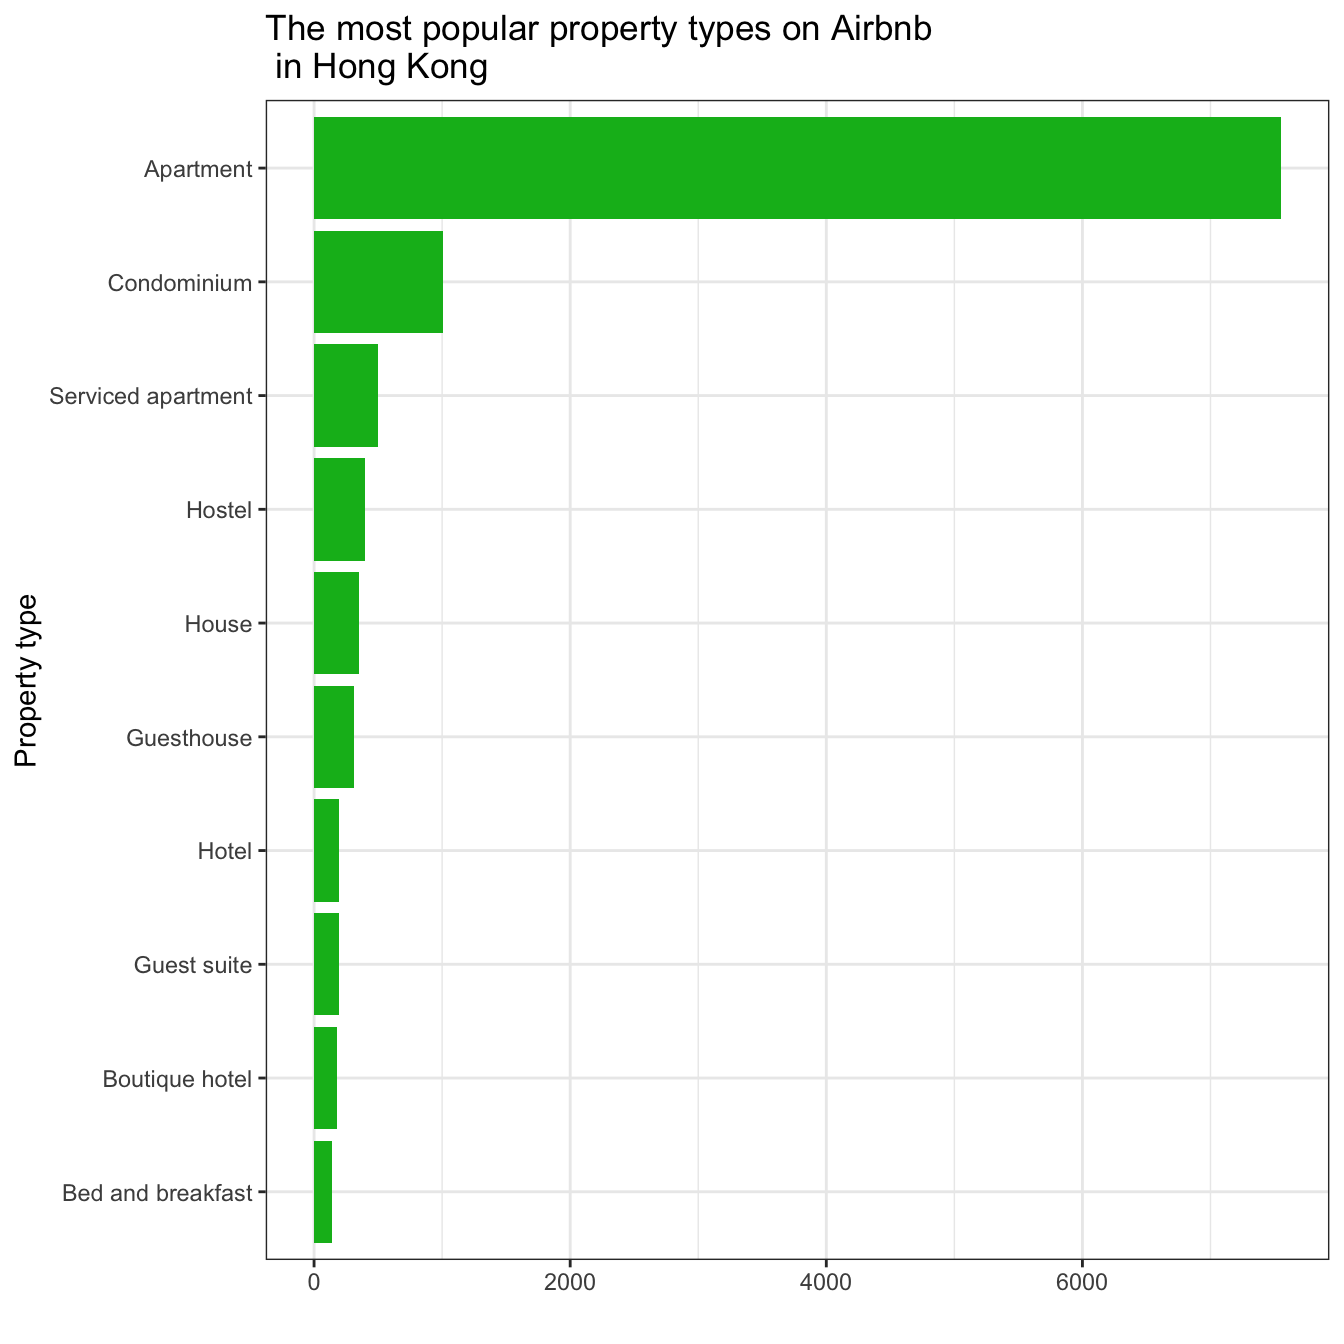 The most popular property types on Airbnb
in Hong Kong
Property type
Apartment
Condominium
Serviced apartment
Hostel
House
Guesthouse
Hotel
Guest suite
Boutique hotel
Bed and breakfast
0 2000 4000 6000